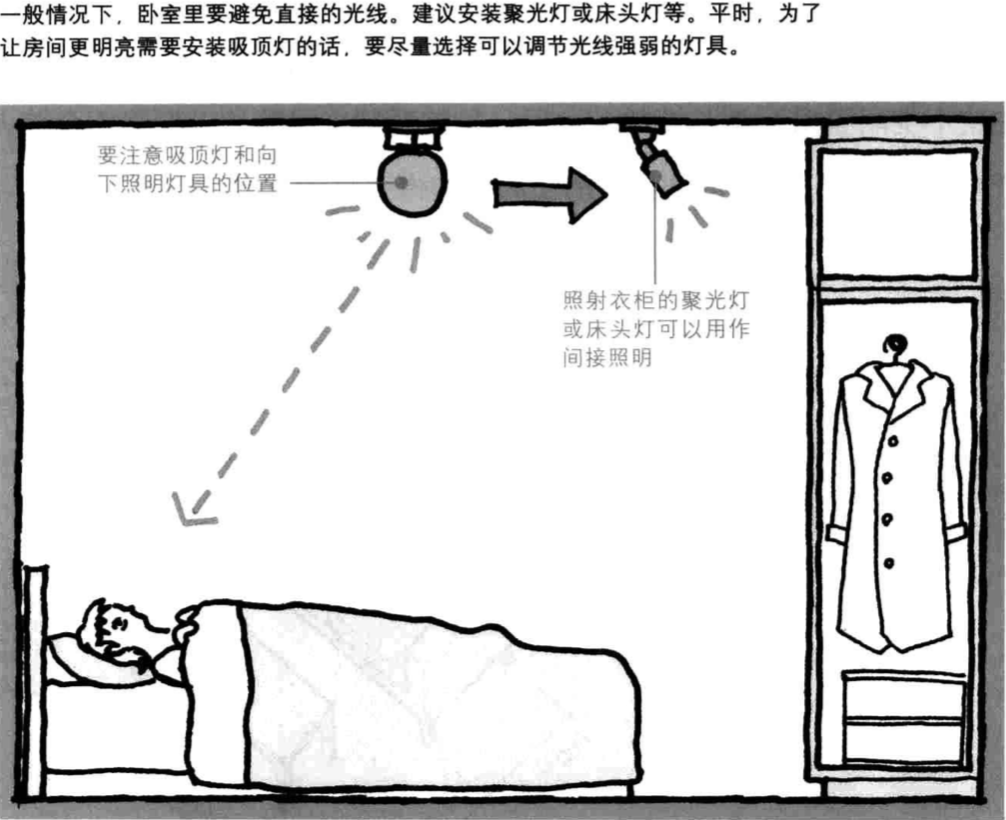 一般情况下，卧室里要避免直接的光线。建议安装聚光灯或床头灯等。平时，为了
让房间更明亮需要安装吸顶灯的话，要尽量选择可以调节光线强弱的灯具。
要注意吸顶灯和向
下照明灯具的位置
照射衣柜的聚光灯
或床头灯可以用作
间接照明